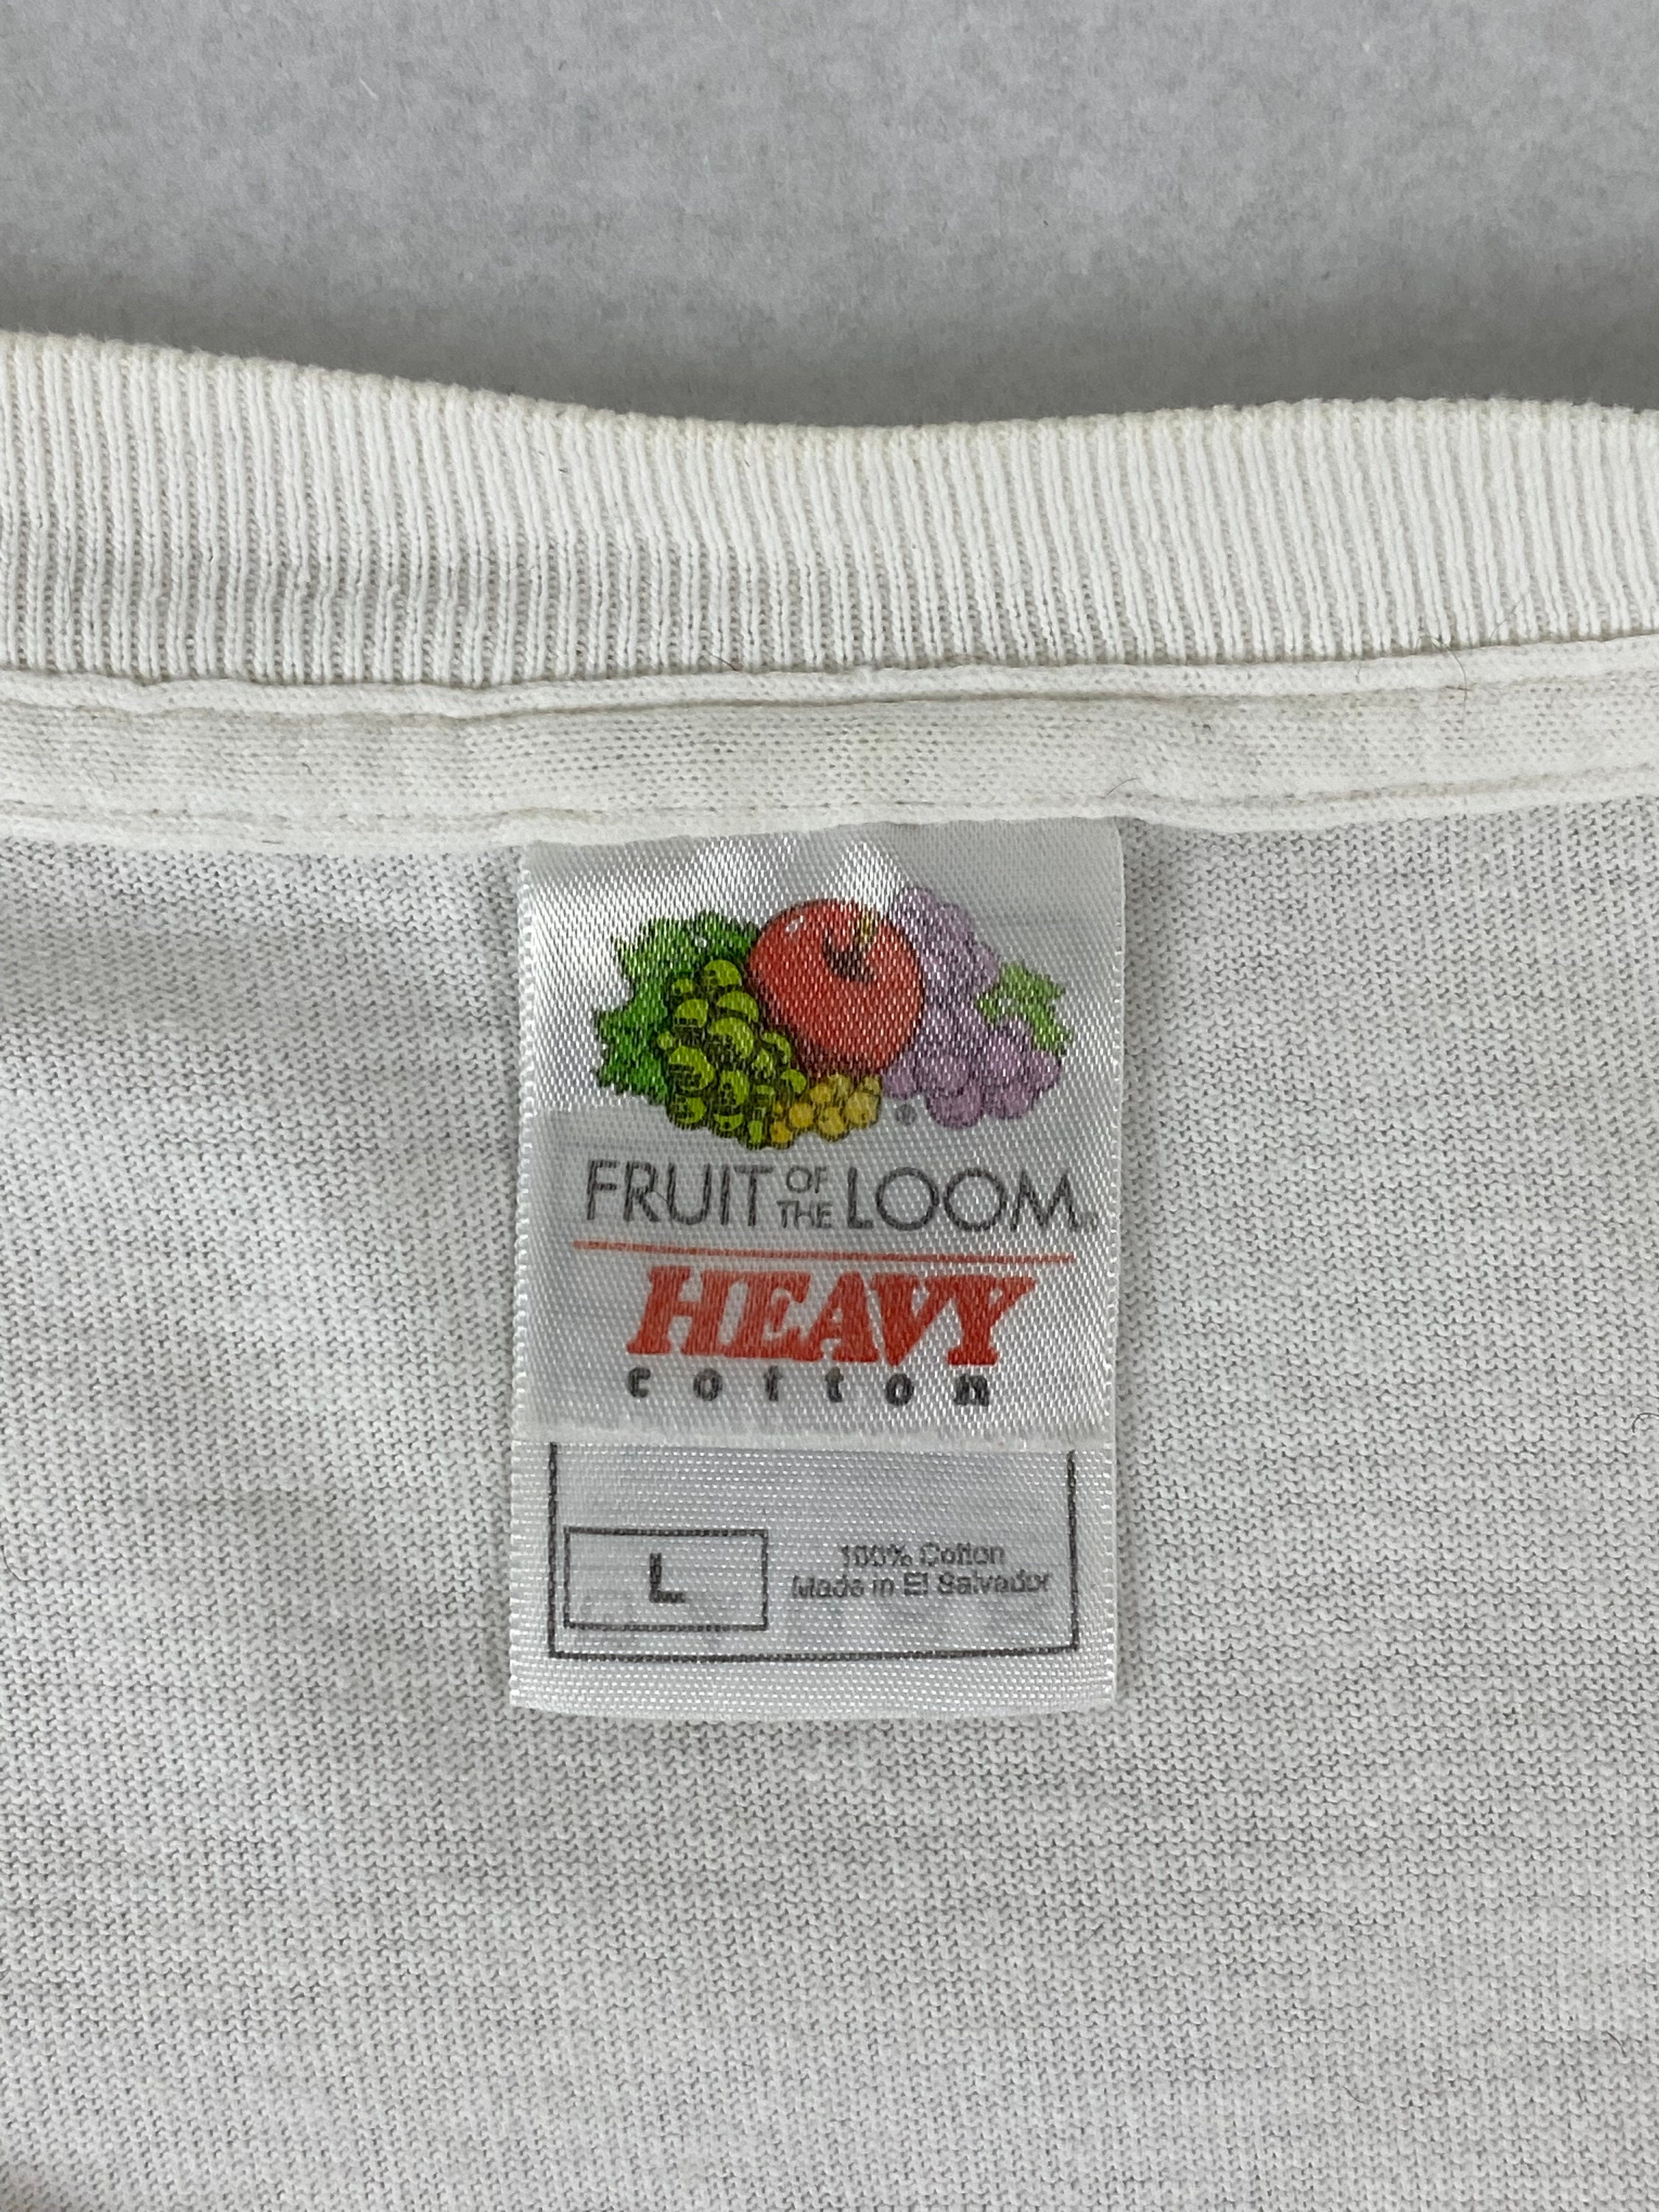 FRUIT OF THE LOOM®
HEAVY
cotton
L
100% Cotton
Made in El Salvador